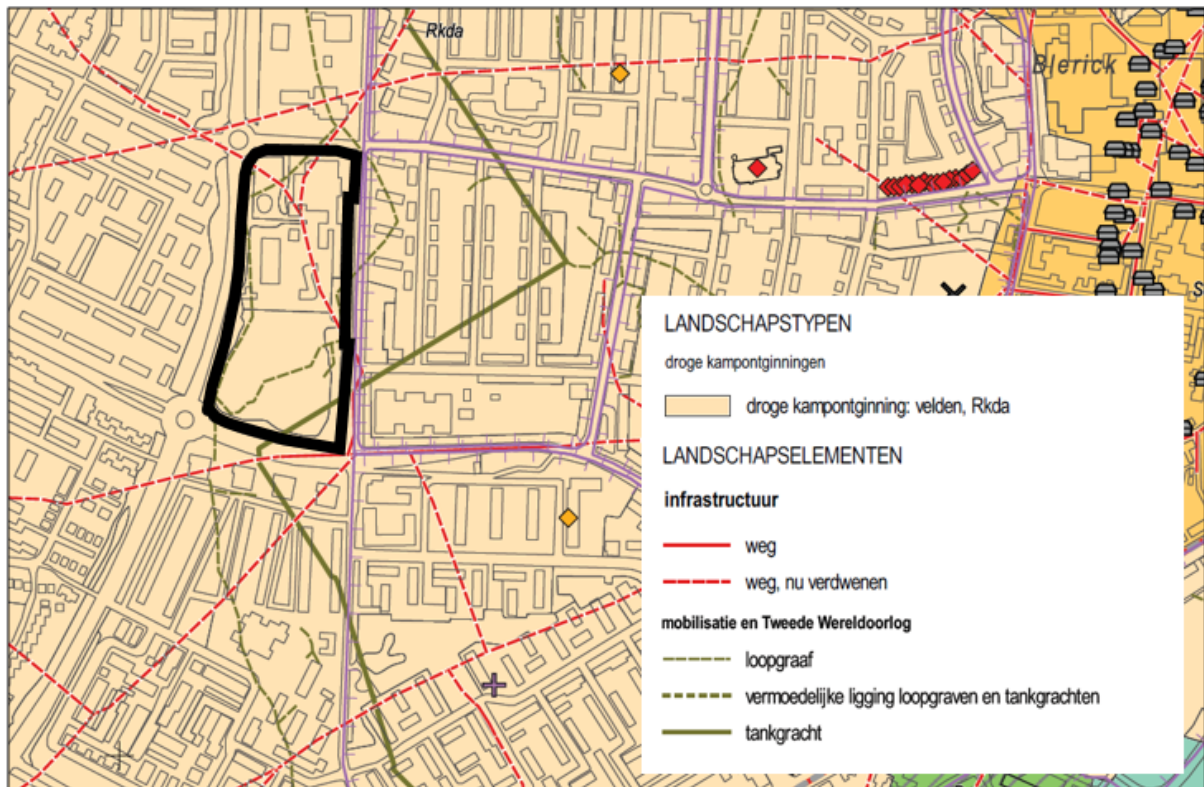 Rkda
Blerick
LANDSCHAPSTYPEN
droge kampontginningen
droge kampontginning: velden, Rkda
LANDSCHAPSELEMENTEN
infrastructuur
weg
weg, nu verdwenen
mobilisatie en Tweede Wereldoorlog
loopgraaf
vermoedelijke ligging loopgraven en tankgrachten
tankgracht